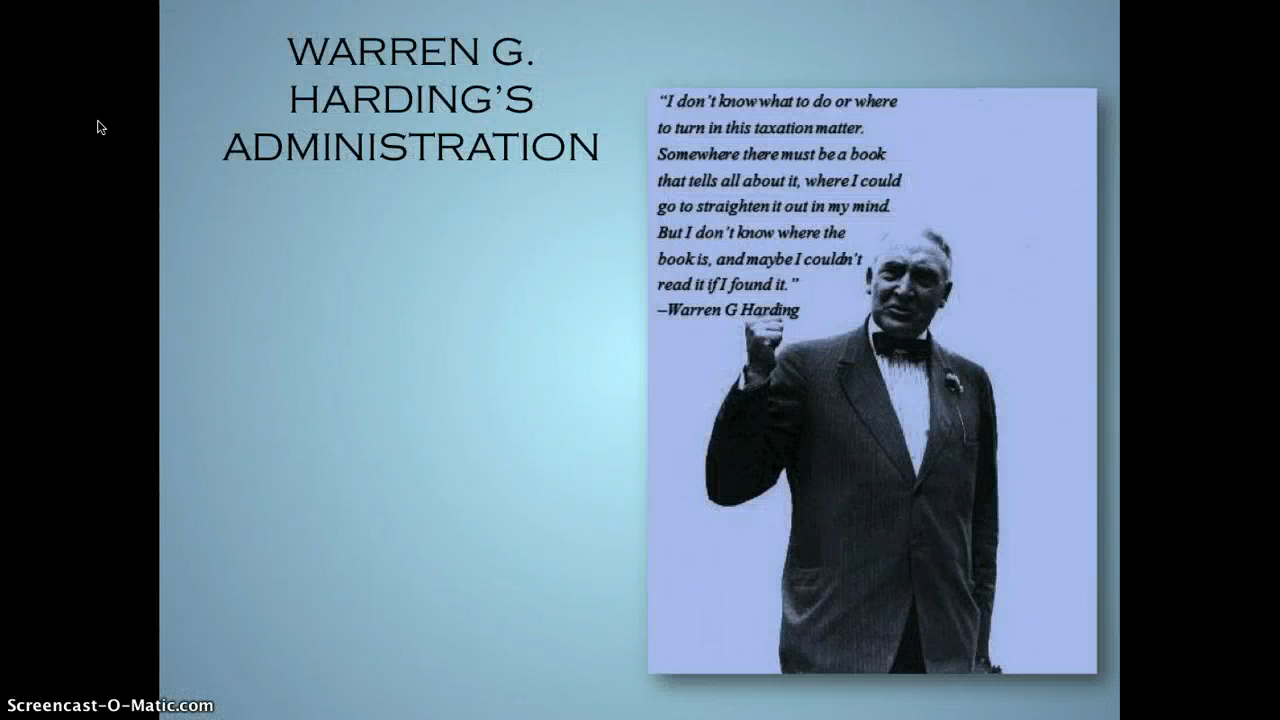 WARREN G.
HARDING'S
ADMINISTRATION
“I don't know what to do or where
to turn in this taxation matter.
Somewhere there must be a book
that tells all about it, where I could
go to straighten it out in my mind.
But I don't know where the
book is, and maybe I couldn't
read it if I found it.”
–Warren G Harding
Screencast-O-Matic.com